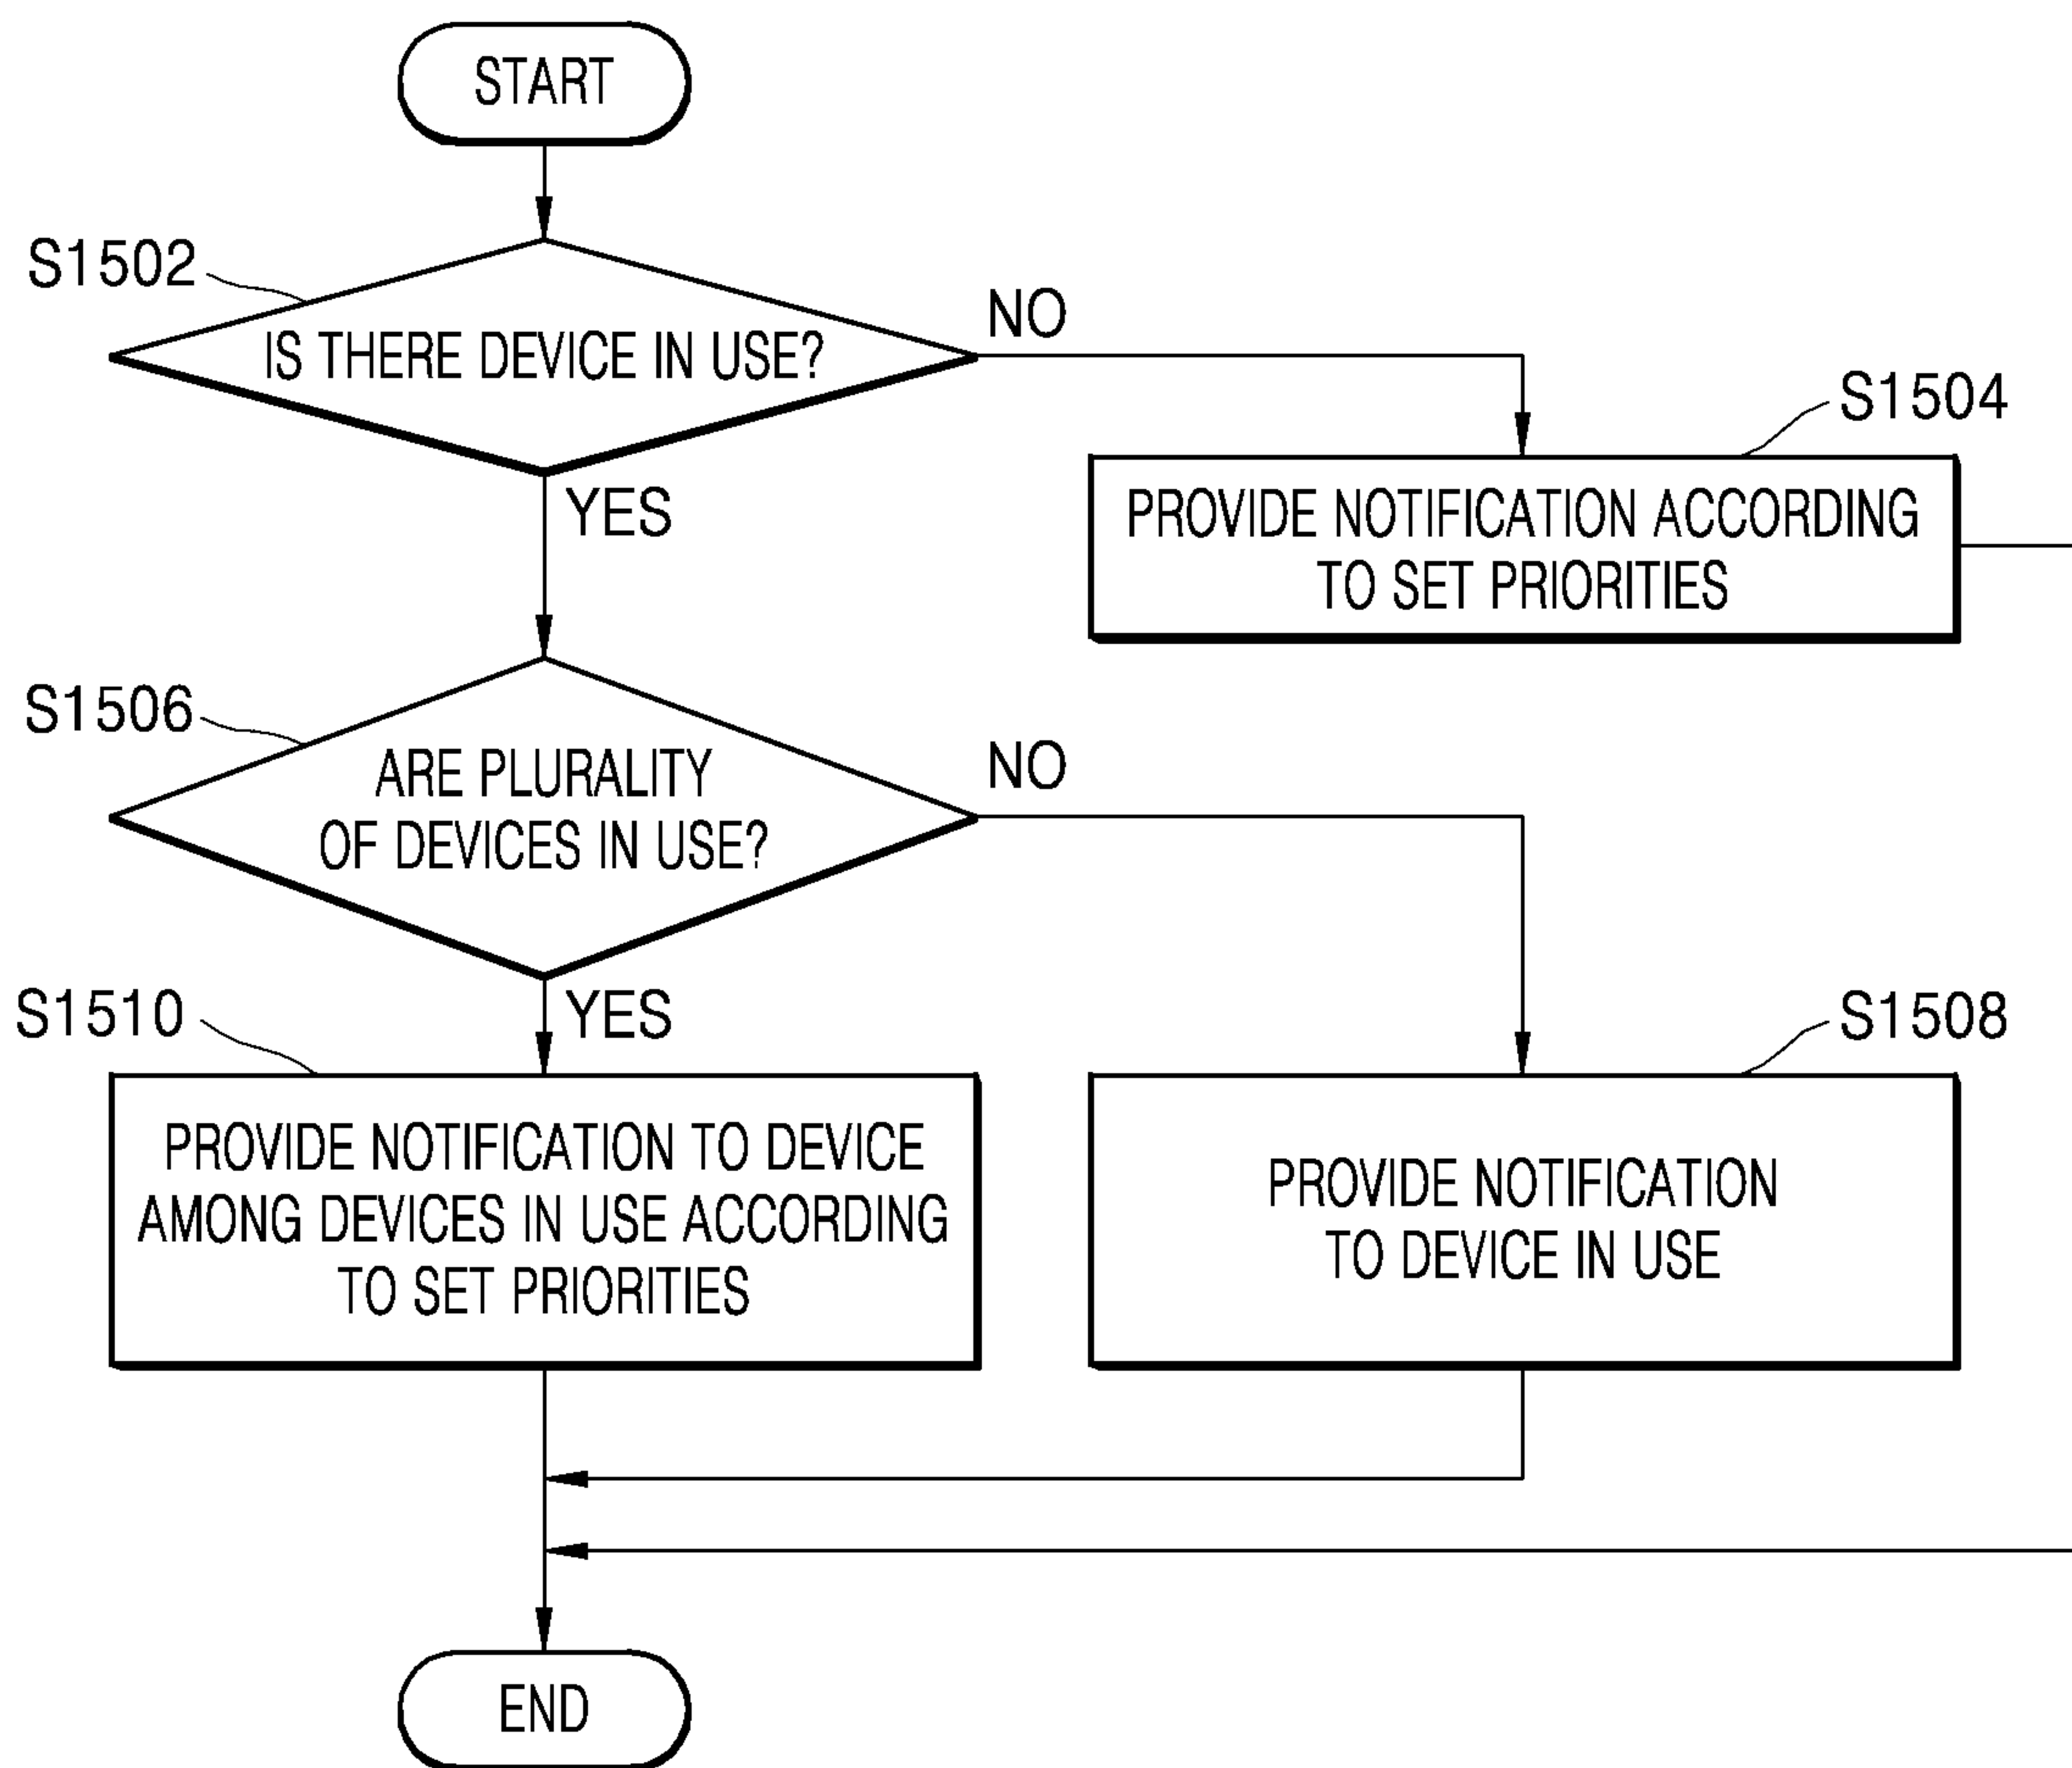 START
S1502
IS THERE DEVICE IN USE?
NO
S1504
YES
PROVIDE NOTIFICATION ACCORDING
TO SET PRIORITIES
S1506
ARE PLURALITY
OF DEVICES IN USE?
NO
S1510
YES
S1508
PROVIDE NOTIFICATION TO DEVICE
AMONG DEVICES IN USE ACCORDING
TO SET PRIORITIES
PROVIDE NOTIFICATION
TO DEVICE IN USE
END